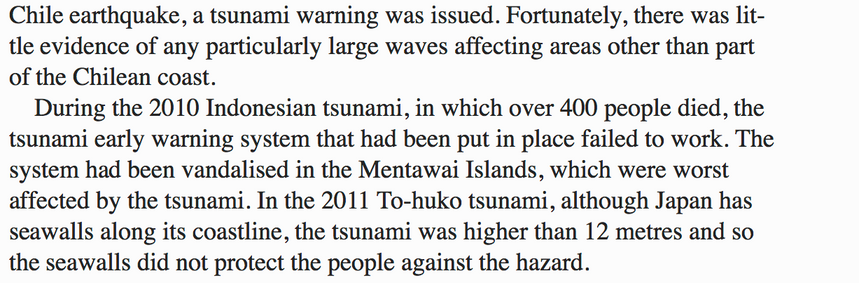 Chile earthquake, a tsunami warning was issued. Fortunately, there was lit-
tle evidence of any particularly large waves affecting areas other than part
of the Chilean coast.
During the 2010 Indonesian tsunami, in which over 400 people died, the
tsunami early warning system that had been put in place failed to work. The
system had been vandalised in the Mentawai Islands, which were worst
affected by the tsunami. In the 2011 To-huko tsunami, although Japan has
seawalls along its coastline, the tsunami was higher than 12 metres and so
the seawalls did not protect the people against the hazard.